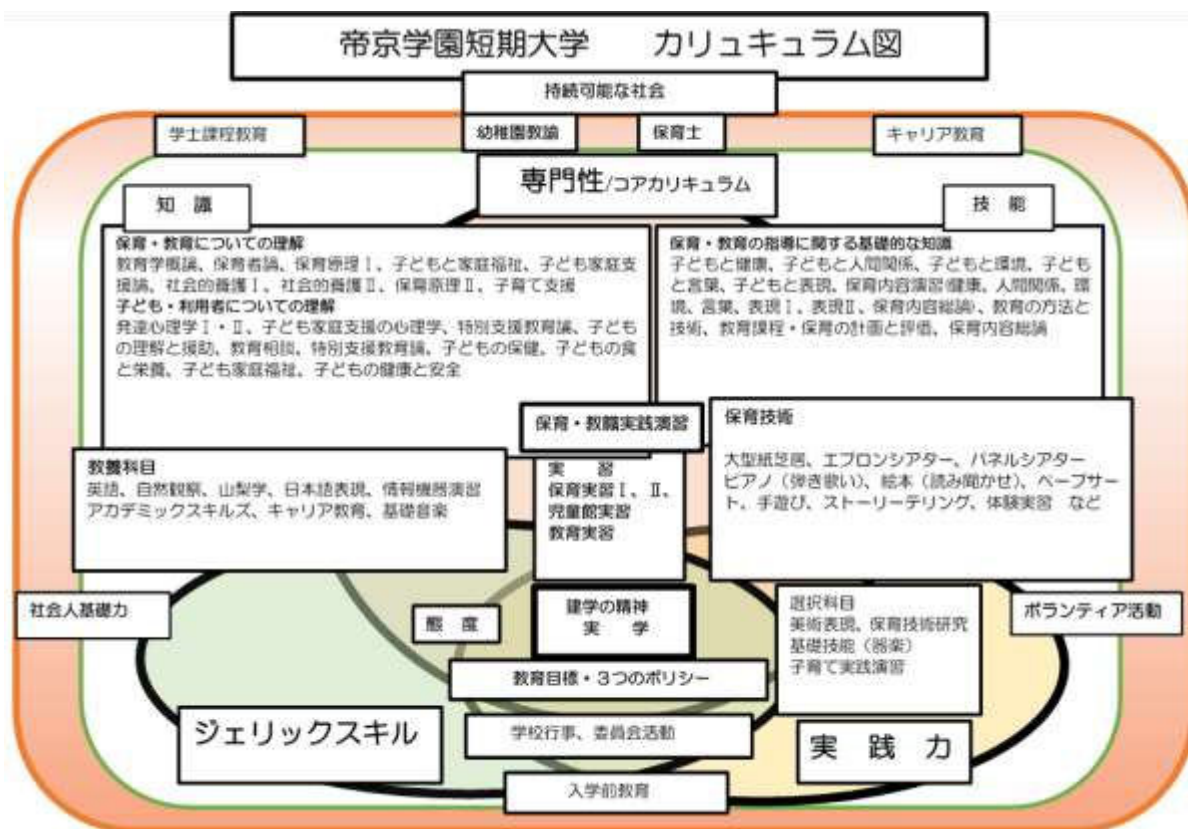 帝京学園短期大学　カリュキュラム図
持続可能な社会
学士課程教育
幼稚園教諭
保育士
キャリア教育
専門性/コアカリキュラム
知　識
技　能
保育・教育についての理解
教育学概論、保育者論、保育原理Ⅰ、子どもと家庭福祉、子ども家庭支
援論、社会的養護Ⅰ、社会的養護Ⅱ、保育原理Ⅱ、子育て支援
子ども・利用者についての理解
発達心理学Ⅰ・Ⅱ、子ども家庭支援の心理学、特別支援教育論、子ども
の理解と援助、教育相談、特別支援教育論、子どもの保健、子どもの食
と栄養、子ども家庭福祉、子どもの健康と安全
保育・教育の指導に関する基礎的な知識
子どもと健康、子どもと人間関係、子どもと環境、子ども
と言葉、子どもと表現、保育内容演習(健康、人間関係、環
境、言葉、表現Ⅰ、表現Ⅱ、保育内容総論)、教育の方法と
技術、教育課程・保育の計画と評価、保育内容総論
保育・教職実践演習
実　習
保育実習Ⅰ、Ⅱ、
児童館実習
教育実習
保育技術
大型紙芝居、エプロンシアター、パネルシアター
ピアノ（弾き歌い）、絵本（読み聞かせ）、ペープサー
ト、手遊び、ストーリーテリング、体験実習　など
教養科目
英語、自然観察、山梨学、日本語表現、情報機器演習
アカデミックスキルズ、キャリア教育、基礎音楽
社会人基礎力
態　度
建学の精神
実　学
選択科目
美術表現、保育技術研究
基礎技能（器楽）
子育て実践演習
ボランティア活動
教育目標・３つのポリシー
ジェリックスキル
学校行事、委員会活動
実　践　力
入学前教育